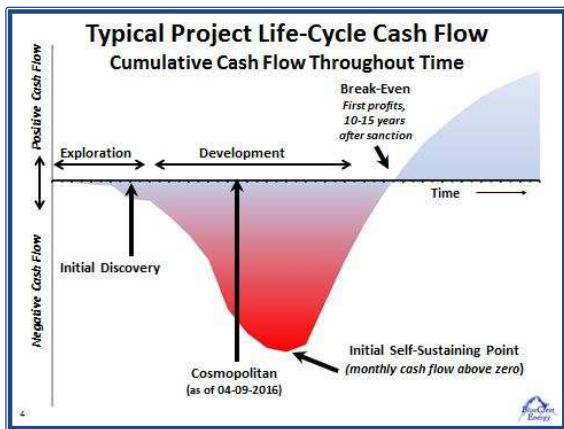 Typical Project Life-Cycle Cash Flow
Cumulative Cash Flow Throughout Time
Positive Cash Flow
Negative Cash Flow
Break-Even
First profits,
10-15 years
after sanction
Exploration
Development
Time
Initial Discovery
Cosmopolitan
(as of 04-09-2016)
Initial Self-Sustaining Point
(monthly cash flow above zero)
4
BlueCrest
Energy